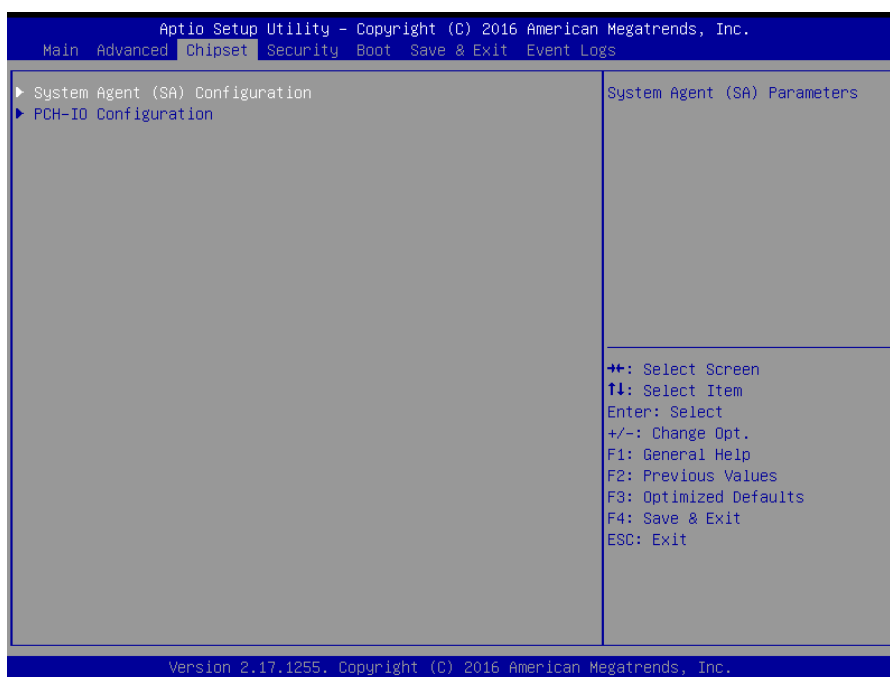 Aptio Setup Utility – Copyright (C) 2016 American Megatrends, Inc.
Main Advanced Chipset Security Boot Save & Exit Event Logs
▶ System Agent (SA) Configuration
▶ PCH-IO Configuration
System Agent (SA) Parameters
→←: Select Screen
↑↓: Select Item
Enter: Select
+/-: Change Opt.
F1: General Help
F2: Previous Values
F3: Optimized Defaults
F4: Save & Exit
ESC: Exit
Version 2.17.1255. Copyright (C) 2016 American Megatrends, Inc.